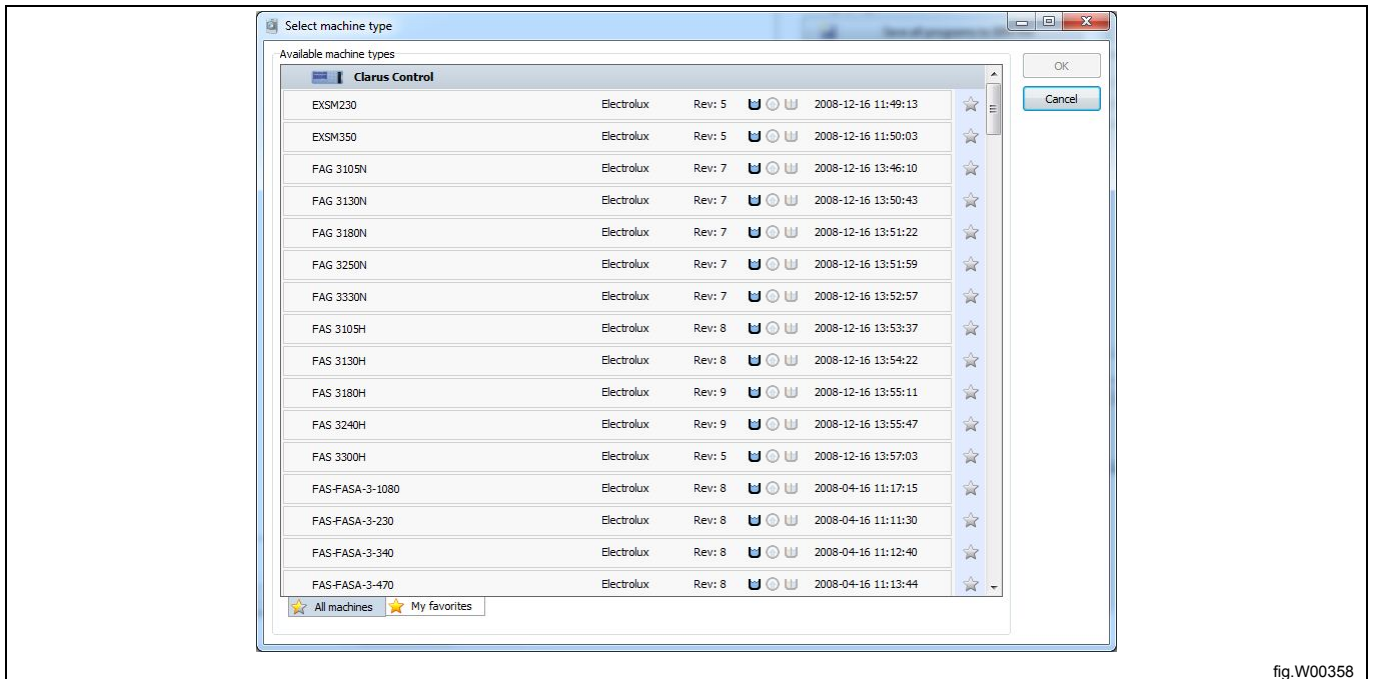 Select machine type
Available machine types
OK
Clarus Control
Cancel
EXSM230 Electrolux Rev: 5 2008-12-16 11:49:13
EXSM350 Electrolux Rev: 5 2008-12-16 11:50:03
FAG 3105N Electrolux Rev: 7 2008-12-16 13:46:10
FAG 3130N Electrolux Rev: 7 2008-12-16 13:50:43
FAG 3180N Electrolux Rev: 7 2008-12-16 13:51:22
FAG 3250N Electrolux Rev: 7 2008-12-16 13:51:59
FAG 3330N Electrolux Rev: 7 2008-12-16 13:52:57
FAS 3105H Electrolux Rev: 8 2008-12-16 13:53:37
FAS 3130H Electrolux Rev: 8 2008-12-16 13:54:22
FAS 3180H Electrolux Rev: 9 2008-12-16 13:55:11
FAS 3240H Electrolux Rev: 9 2008-12-16 13:55:47
FAS 3300H Electrolux Rev: 5 2008-12-16 13:57:03
FAS-FASA-3-1080 Electrolux Rev: 8 2008-04-16 11:17:15
FAS-FASA-3-230 Electrolux Rev: 8 2008-04-16 11:11:30
FAS-FASA-3-340 Electrolux Rev: 8 2008-04-16 11:12:40
FAS-FASA-3-470 Electrolux Rev: 8 2008-04-16 11:13:44
All machines My favorites
fig.W00358